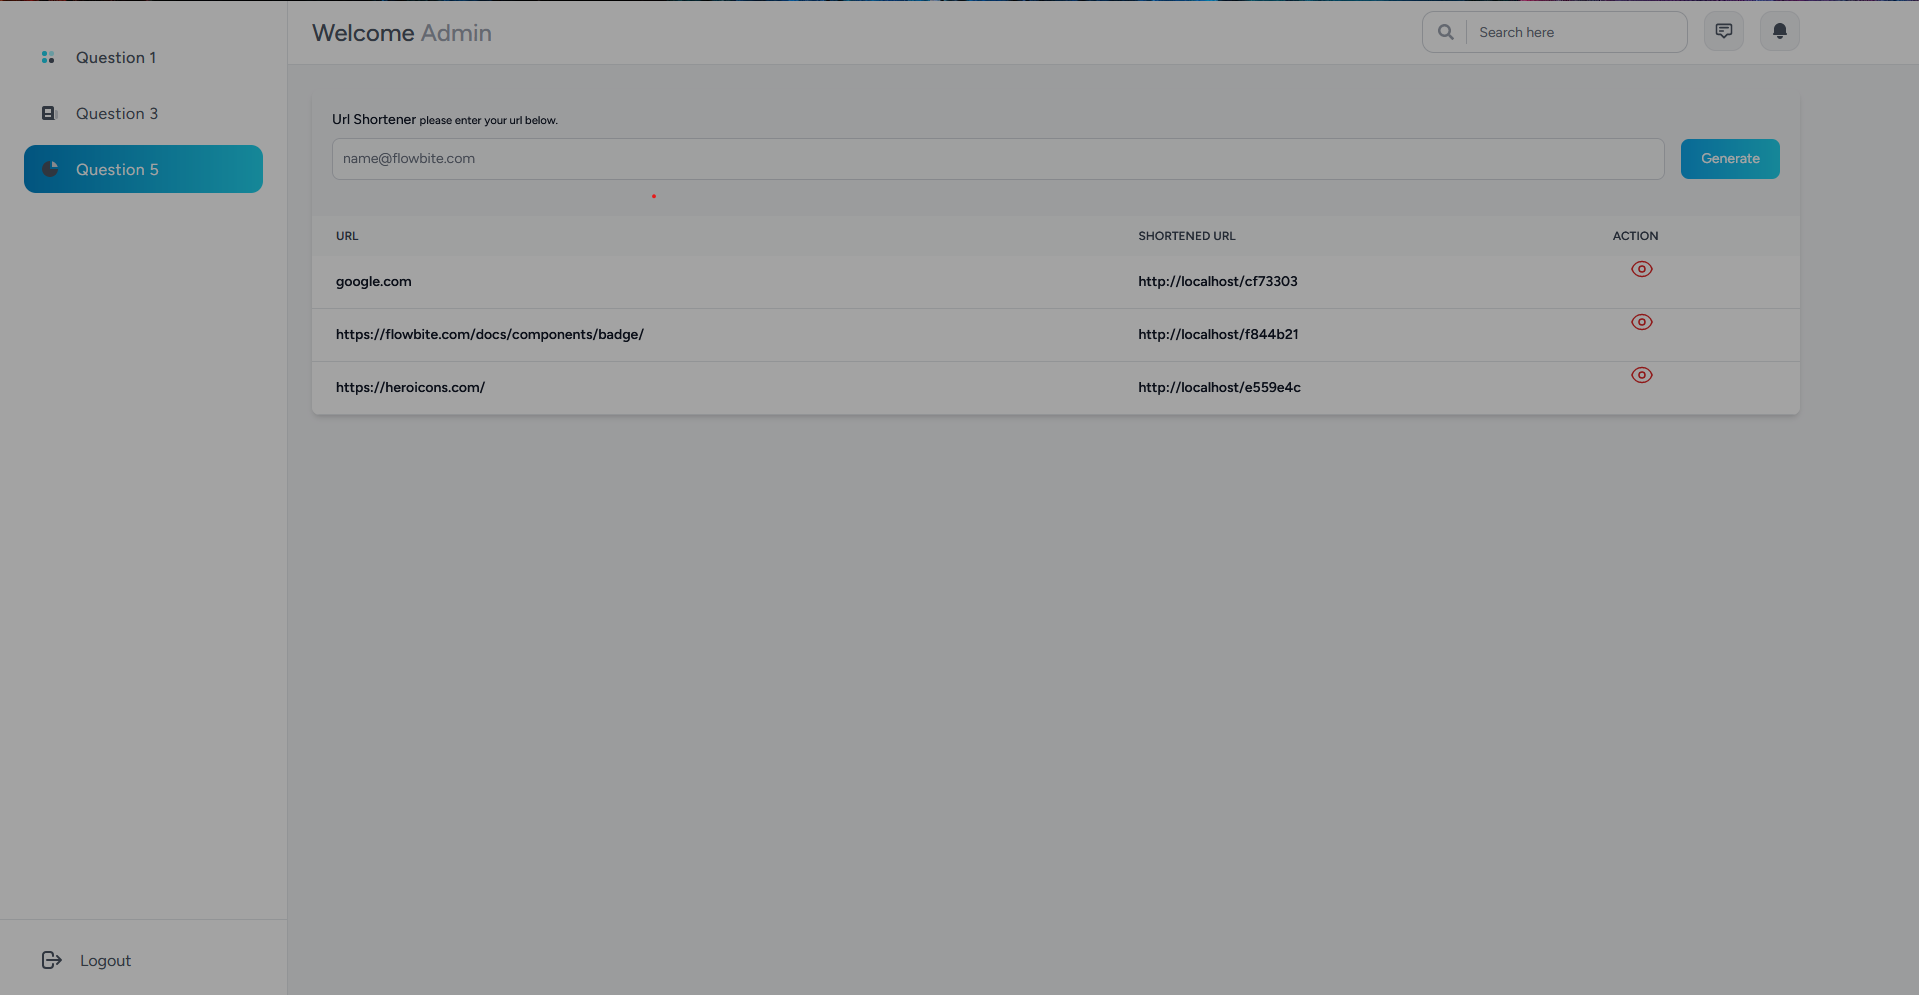 Question 1
Question 3
Question 5
Logout
Welcome Admin
Search here
Url Shortener please enter your url below.
name@flowbite.com
Generate
URL SHORTENED URL ACTION
google.com http://localhost/cf73303
https://flowbite.com/docs/components/badge/ http://localhost/f844b21
https://heroicons.com/ http://localhost/e559e4c